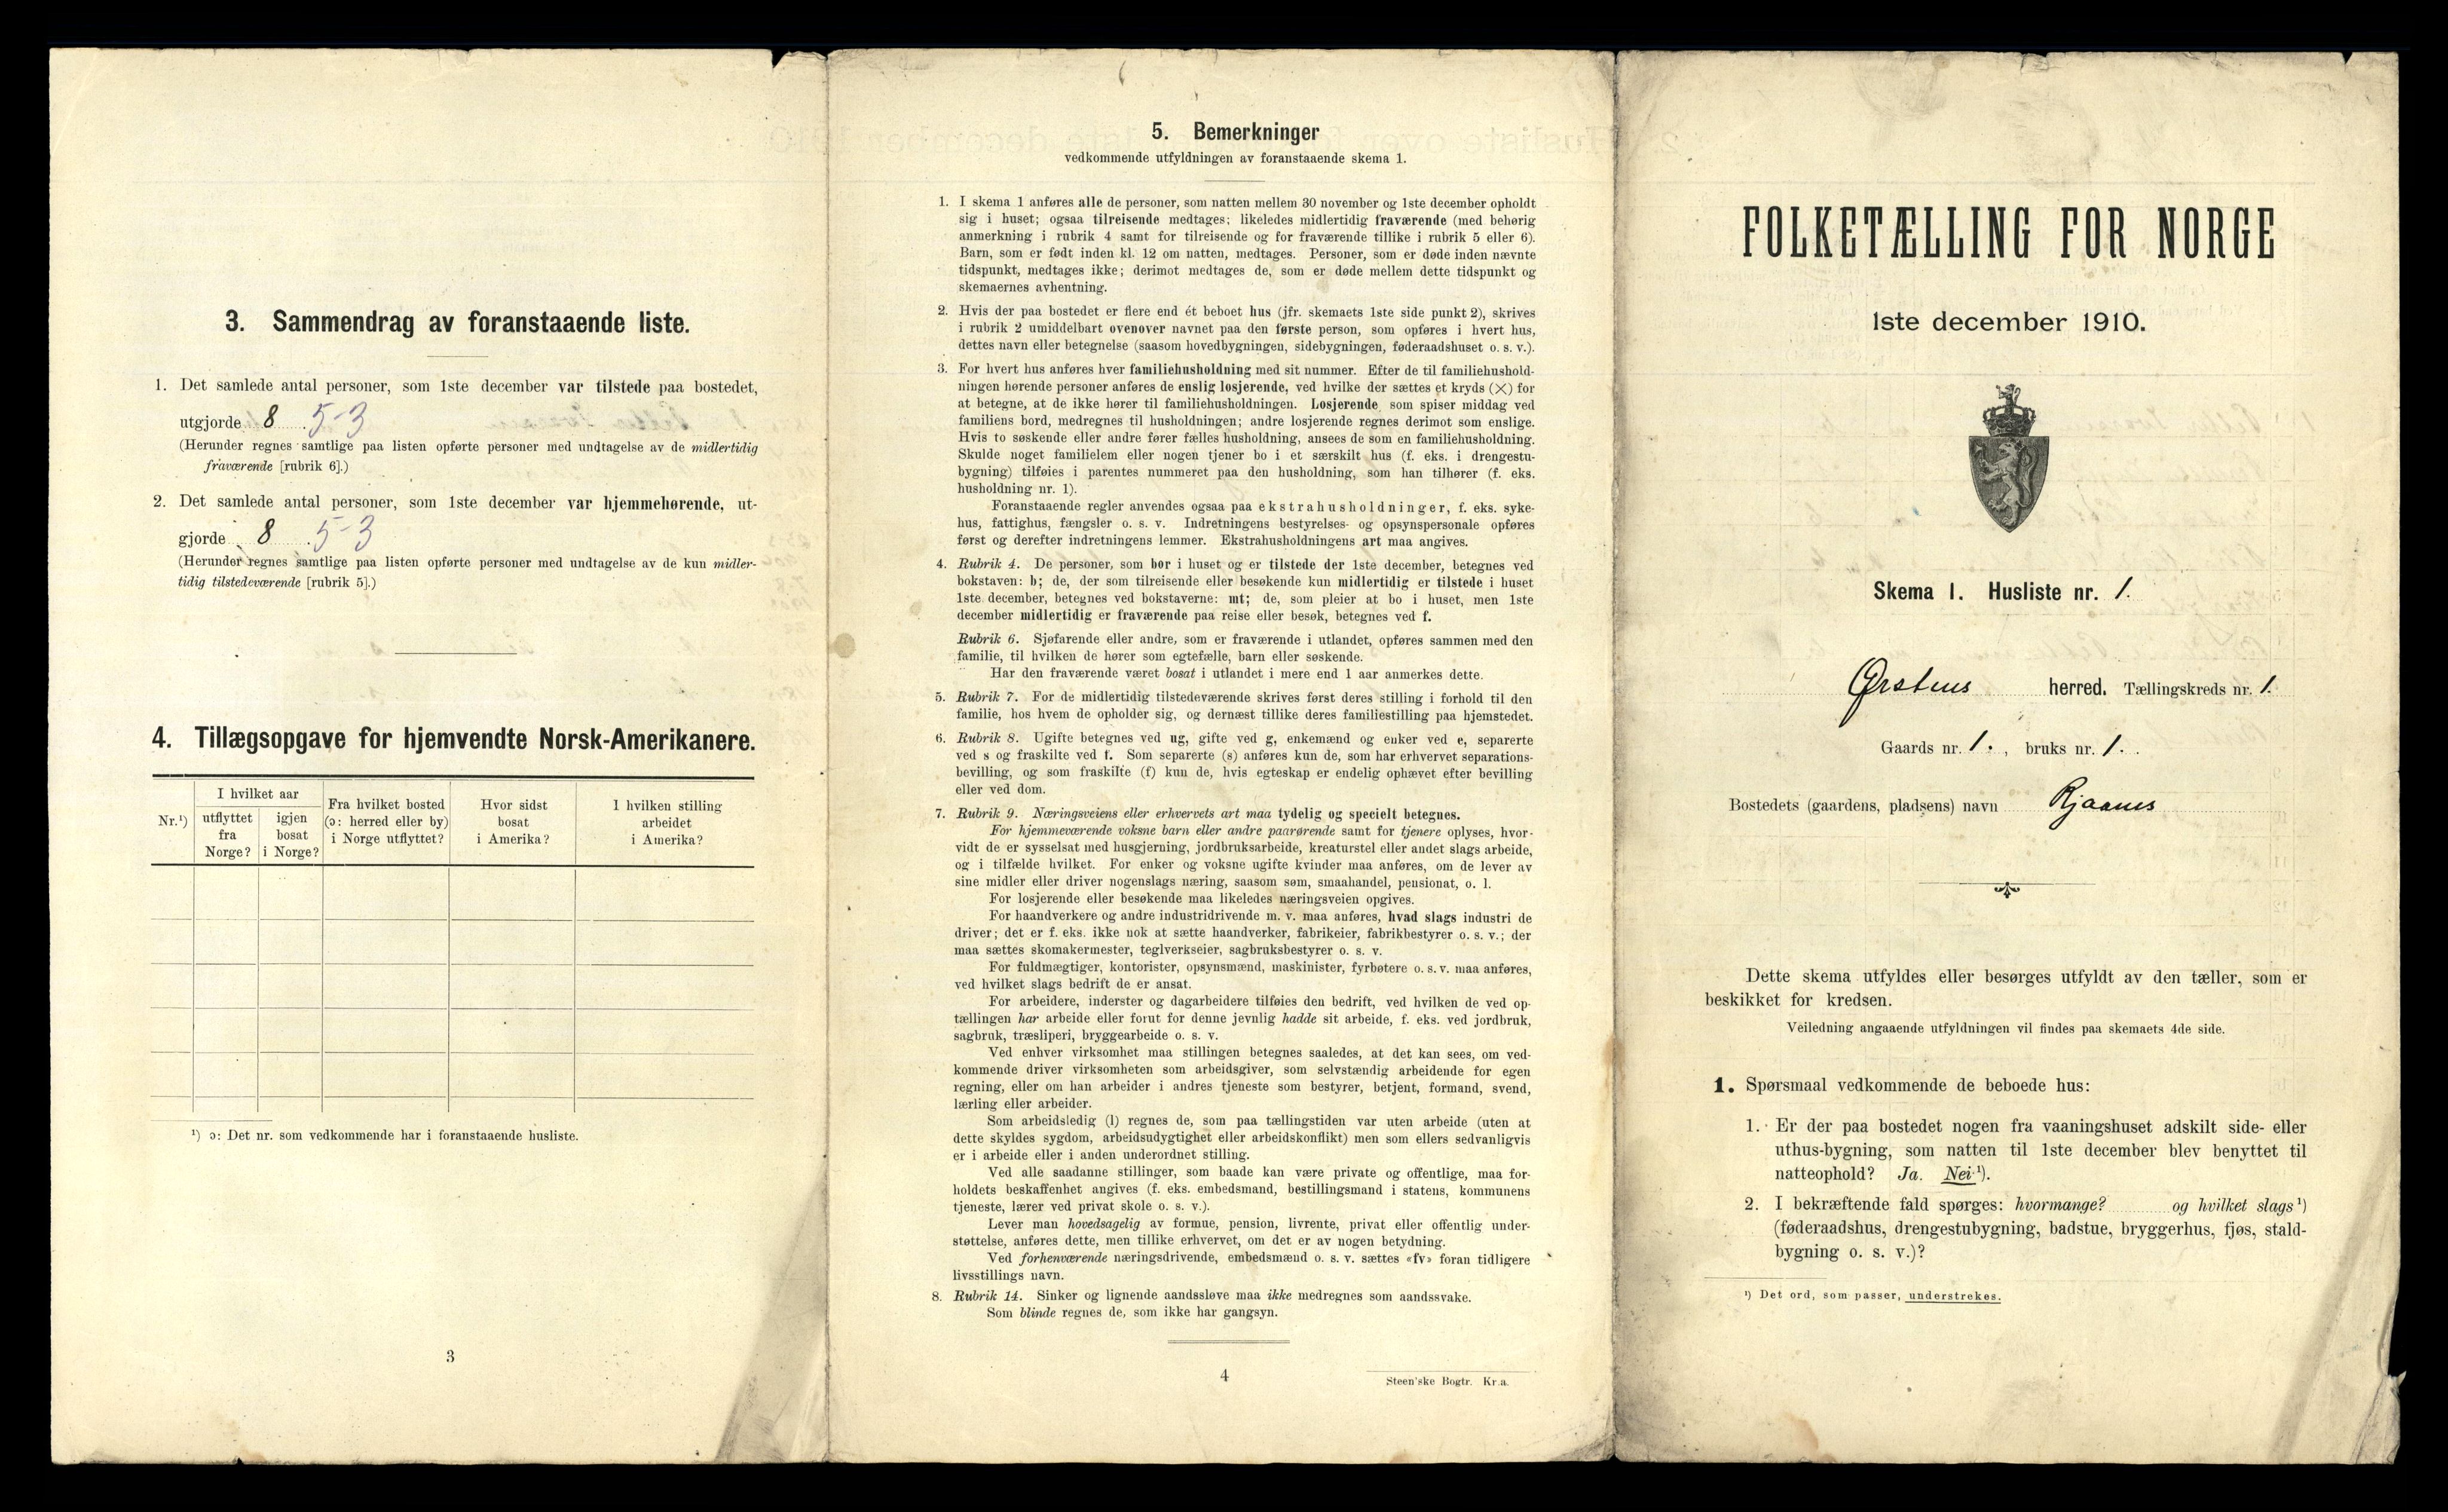 3. Sammendrag av foranstaaende liste.
1. Det samlede antal personer, som 1ste december var tilstede paa bostedet,
utgjorde 8 5-3
(Herunder regnes samtlige paa listen opførte personer med undtagelse av de midlertidig
fraværende [rubrik 6].)
2. Det samlede antal personer, som 1ste december var hjemmehørende, ut-
gjorde 8 5-3
(Herunder regnes samtlige paa listen opførte personer med undtagelse av de kun midler-
tidig tilstedeværende [rubrik 5].)
4. Tillægsopgave for hjemvendte Norsk-Amerikanere.
Nr.¹)
I hvilket aar
utflyttet
fra
Norge?
igjen
bosat
i Norge?
Fra hvilket bosted
(ɔ: herred eller by)
i Norge utflyttet?
Hvor sidst
bosat
i Amerika?
I hvilken stilling
arbeidet
i Amerika?
¹) ɔ: Det nr. som vedkommende har i foranstaaende husliste.
3
5. Bemerkninger
vedkommende utfyldningen av foranstaaende skema 1.
1. I skema 1 anføres alle de personer, som natten mellem 30 november og 1ste december opholdt
sig i huset; ogsaa tilreisende medtages; likeledes midlertidig fraværende (med behørig
anmerkning i rubrik 4 samt for tilreisende og for fraværende tillike i rubrik 5 eller 6).
Barn, som er født inden kl. 12 om natten, medtages. Personer, som er døde inden nævnte
tidspunkt, medtages ikke; derimot medtages de, som er døde mellem dette tidspunkt og
skemaernes avhentning.
2. Hvis der paa bostedet er flere end ét beboet hus (jfr. skemaets 1ste side punkt 2), skrives
i rubrik 2 umiddelbart ovenover navnet paa den første person, som opføres i hvert hus,
dettes navn eller betegnelse (saasom hovedbygningen, sidebygningen, føderaadshuset o. s. v.).
3. For hvert hus anføres hver familiehusholdning med sit nummer. Efter de til familiehushold-
ningen hørende personer anføres de enslig losjerende, ved hvilke der sættes et kryds (×) for
at betegne, at de ikke hører til familiehusholdningen. Losjerende, som spiser middag ved
familiens bord, medregnes til husholdningen; andre losjerende regnes derimot som enslige.
Hvis to søskende eller andre fører fælles husholdning, ansees de som en familiehusholdning.
Skulde noget familielem eller nogen tjener bo i et særskilt hus (f. eks. i drengestu-
bygning) tilføies i parentes nummeret paa den husholdning, som han tilhører (f. eks.
husholdning nr. 1).
Foranstaaende regler anvendes ogsaa paa ekstrahusholdninger, f. eks. syke-
hus, fattighus, fængsler o. s. v. Indretningens bestyrelses- og opsynspersonale opføres
først og derefter indretningens lemmer. Ekstrahusholdningens art maa angives.
4. Rubrik 4. De personer, som bor i huset og er tilstede der 1ste december, betegnes ved
bokstaven: b; de, der som tilreisende eller besøkende kun midlertidig er tilstede i huset
1ste december, betegnes ved bokstaverne: mt; de, som pleier at bo i huset, men 1ste
december midlertidig er fraværende paa reise eller besøk, betegnes ved f.
Rubrik 6. Sjøfarende eller andre, som er fraværende i utlandet, opføres sammen med den
familie, til hvilken de hører som egtefælle, barn eller søskende.
Har den fraværende været bosat i utlandet i mere end 1 aar anmerkes dette.
5. Rubrik 7. For de midlertidig tilstedeværende skrives først deres stilling i forhold til den
familie, hos hvem de opholder sig, og dernæst tillike deres familiestilling paa hjemstedet.
6. Rubrik 8. Ugifte betegnes ved ug, gifte ved g, enkemænd og enker ved e, separerte
ved s og fraskilte ved f. Som separerte (s) anføres kun de, som har erhvervet separations-
bevilling, og som fraskilte (f) kun de, hvis egteskap er endelig ophævet efter bevilling
eller ved dom.
7. Rubrik 9. Næringsveiens eller erhvervets art maa tydelig og specielt betegnes.
For hjemmeværende voksne barn eller andre paarørende samt for tjenere oplyses, hvor-
vidt de er sysselsat med husgjerning, jordbruksarbeide, kreaturstel eller andet slags arbeide,
og i tilfælde hvilket. For enker og voksne ugifte kvinder maa anføres, om de lever av
sine midler eller driver nogenslags næring, saasom søm, smaahandel, pensionat, o. l.
For losjerende eller besøkende maa likeledes næringsveien opgives.
For haandverkere og andre industridrivende m. v. maa anføres, hvad slags industri de
driver; det er f. eks. ikke nok at sætte haandverker, fabrikeier, fabrikbestyrer o. s. v.; der
maa sættes skomakermester, teglverkseier, sagbruksbestyrer o. s. v.
For fuldmægtiger, kontorister, opsynsmænd, maskinister, fyrbøtere o. s. v. maa anføres,
ved hvilket slags bedrift de er ansat.
For arbeidere, inderster og dagarbeidere tilføies den bedrift, ved hvilken de ved op-
tællingen har arbeide eller forut for denne jevnlig hadde sit arbeide, f. eks. ved jordbruk,
sagbruk, træsliperi, bryggearbeide o. s. v.
Ved enhver virksomhet maa stillingen betegnes saaledes, at det kan sees, om ved-
kommende driver virksomheten som arbeidsgiver, som selvstændig arbeidende for egen
regning, eller om han arbeider i andres tjeneste som bestyrer, betjent, formand, svend,
lærling eller arbeider.
Som arbeidsledig (l) regnes de, som paa tællingstiden var uten arbeide (uten at
dette skyldes sygdom, arbeidsudygtighet eller arbeidskonflikt) men som ellers sedvanligvis
er i arbeide eller i anden underordnet stilling.
Ved alle saadanne stillinger, som baade kan være private og offentlige, maa for-
holdets beskaffenhet angives (f. eks. embedsmand, bestillingsmand i statens, kommunens
tjeneste, lærer ved privat skole o. s. v.).
Lever man hovedsagelig av formue, pension, livrente, privat eller offentlig under-
støttelse, anføres dette, men tillike erhvervet, om det er av nogen betydning.
Ved forhenværende næringsdrivende, embedsmænd o. s. v. sættes «fv» foran tidligere
livsstillings navn.
8. Rubrik 14. Sinker og lignende aandssløve maa ikke medregnes som aandssvake.
Som blinde regnes de, som ikke har gangsyn.
4
Steen'ske Bogtr. Kr.a.
FOLKETÆLLING FOR NORGE
1ste december 1910.
Skema 1. Husliste nr. 1.
Ørstens herred. Tællingskreds nr. 1.
Gaards nr. 1., bruks nr. 1.
Bostedets (gaardens, pladsens) navn Rjaanes
Dette skema utfyldes eller besørges utfyldt av den tæller, som er
beskikket for kredsen.
Veiledning angaaende utfyldningen vil findes paa skemaets 4de side.
1. Spørsmaal vedkommende de beboede hus:
1. Er der paa bostedet nogen fra vaaningshuset adskilt side- eller
uthus-bygning, som natten til 1ste december blev benyttet til
natteophold? Ja. Nei ¹).
2. I bekræftende fald spørges: hvormange? og hvilket slags ¹)
(føderaadshus, drengestubygning, badstue, bryggerhus, fjøs, stald-
bygning o. s. v.)?
¹) Det ord, som passer, understrekes.